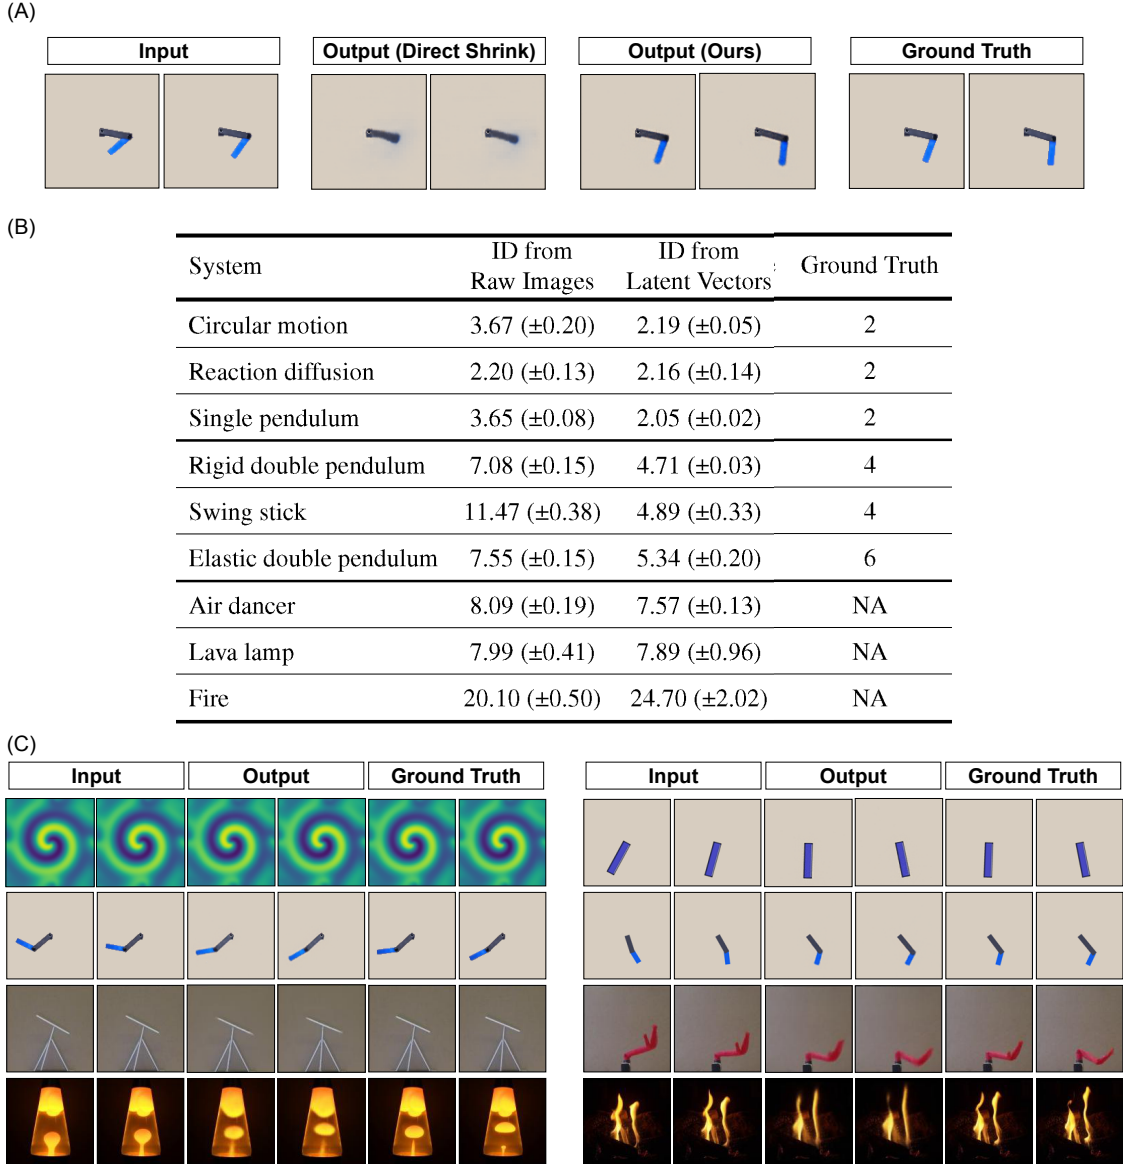 (A)
Input Output (Direct Shrink) Output (Ours) Ground Truth
(B)
System ID from Raw Images ID from Latent Vectors Ground Truth
Circular motion 3.67 (±0.20) 2.19 (±0.05) 2
Reaction diffusion 2.20 (±0.13) 2.16 (±0.14) 2
Single pendulum 3.65 (±0.08) 2.05 (±0.02) 2
Rigid double pendulum 7.08 (±0.15) 4.71 (±0.03) 4
Swing stick 11.47 (±0.38) 4.89 (±0.33) 4
Elastic double pendulum 7.55 (±0.15) 5.34 (±0.20) 6
Air dancer 8.09 (±0.19) 7.57 (±0.13) NA
Lava lamp 7.99 (±0.41) 7.89 (±0.96) NA
Fire 20.10 (±0.50) 24.70 (±2.02) NA
(C)
Input Output Ground Truth Input Output Ground Truth